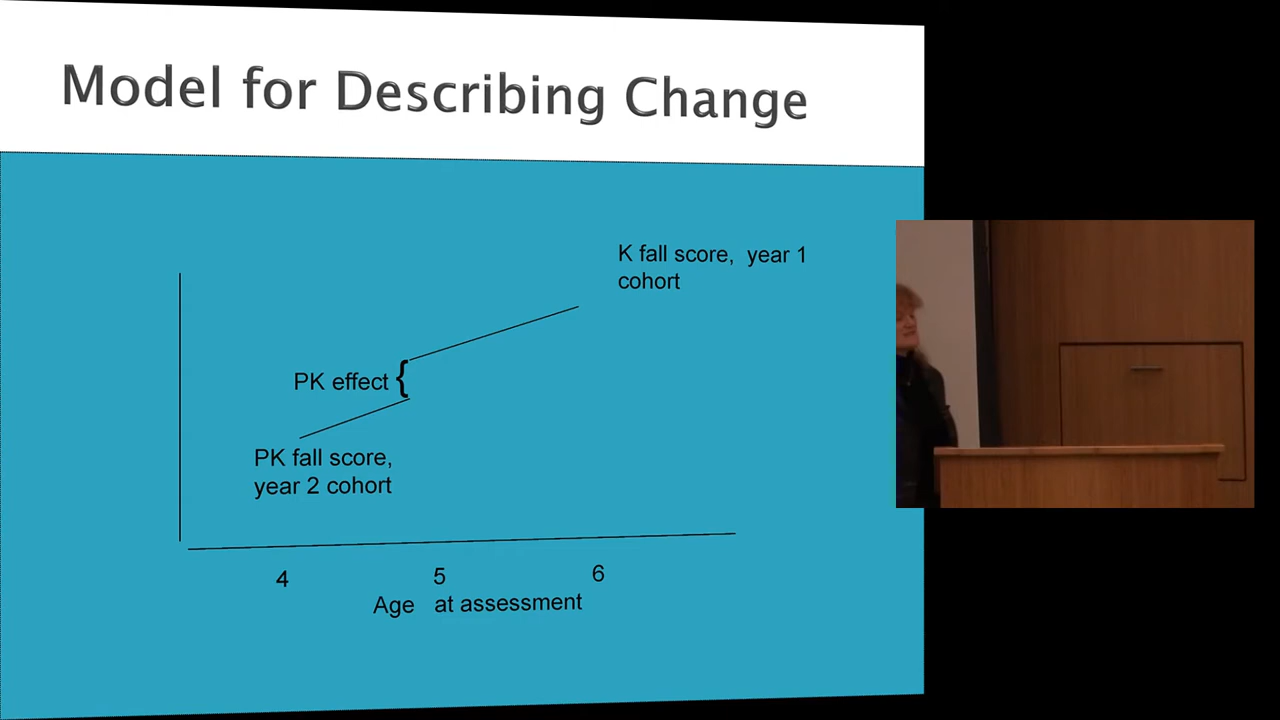 Model for Describing Change
K fall score, year 1
cohort
PK effect {
PK fall score,
year 2 cohort
4 5 6
Age at assessment